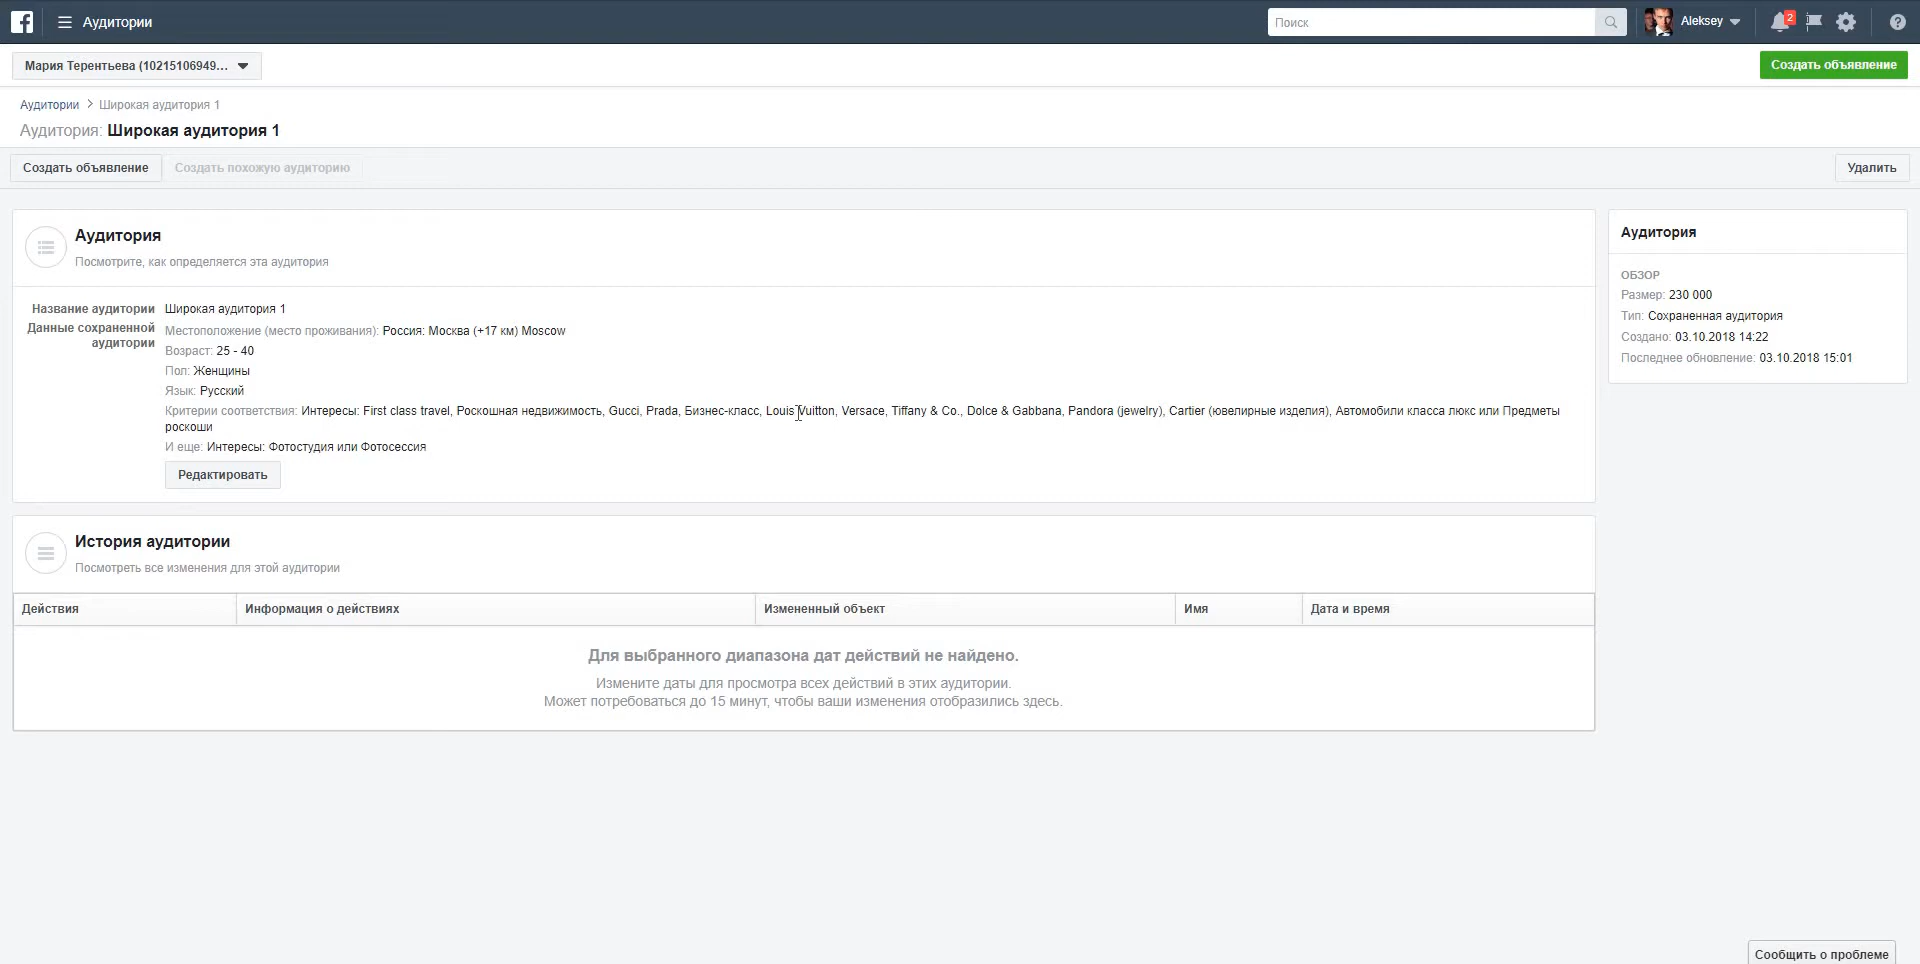 Аудитории
Поиск
Aleksey
2
Мария Терентьева (10215106949...
Создать объявление
Аудитории > Широкая аудитория 1
Аудитория: Широкая аудитория 1
Создать объявление
Создать похожую аудиторию
Удалить
Аудитория
Посмотрите, как определяется эта аудитория
Название аудитории Широкая аудитория 1
Данные сохраненной аудитории
Местоположение (место проживания): Россия: Москва (+17 км) Moscow
Возраст: 25 - 40
Пол: Женщины
Язык: Русский
Критерии соответствия: Интересы: First class travel, Роскошная недвижимость, Gucci, Prada, Бизнес-класс, Louis Vuitton, Versace, Tiffany & Co., Dolce & Gabbana, Pandora (jewelry), Cartier (ювелирные изделия), Автомобили класса люкс или Предметы
роскоши
И еще: Интересы: Фотостудия или Фотосессия
Редактировать
Аудитория
ОБЗОР
Размер: 230 000
Тип: Сохраненная аудитория
Создано: 03.10.2018 14:22
Последнее обновление: 03.10.2018 15:01
История аудитории
Посмотреть все изменения для этой аудитории
Действия Информация о действиях Измененный объект Имя Дата и время
Для выбранного диапазона дат действий не найдено.
Измените даты для просмотра всех действий в этих аудитории.
Может потребоваться до 15 минут, чтобы ваши изменения отобразились здесь.
Сообщить о проблеме